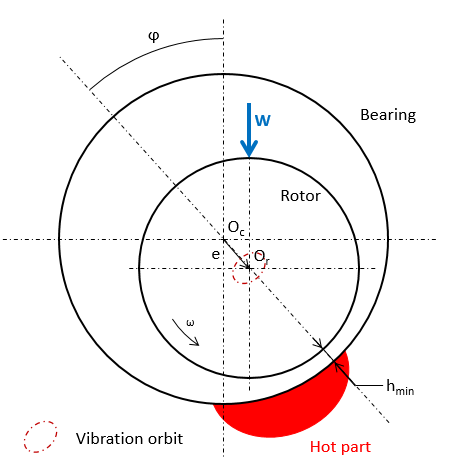 φ
Bearing
W
Rotor
Oc
e
Or
ω
hmin
Vibration orbit
Hot part